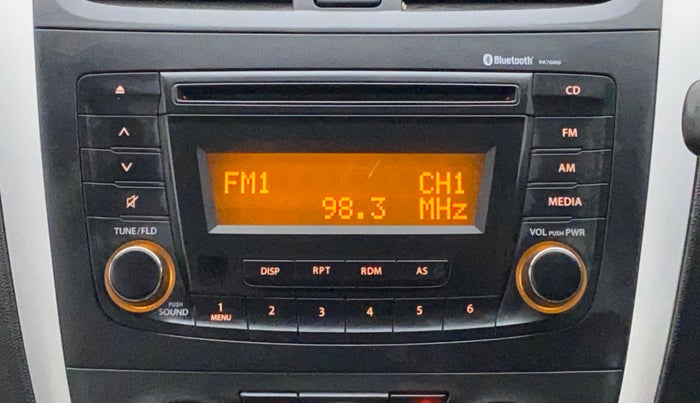 Bluetooth
CD
FM
AM
MEDIA
FM1 CH1
98.3 MHz
TUNE/FLD
VOL PUSH PWR
DISP RPT RDM AS
PUSH
SOUND
1 2 3 4 5 6
MENU